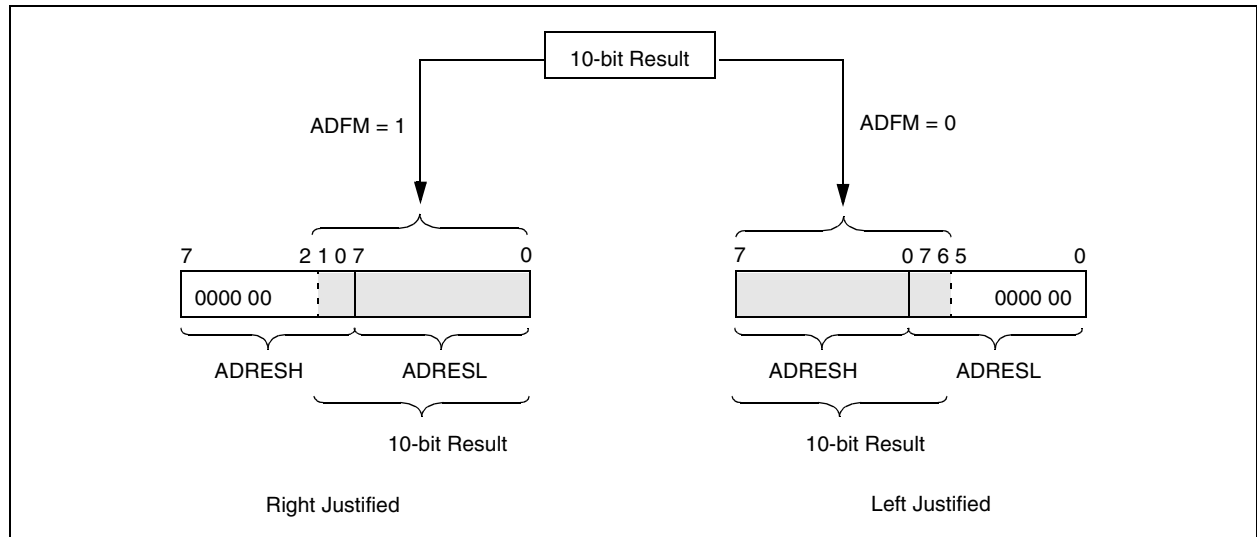 10-bit Result
ADFM = 1
ADFM = 0
7 2 1 0 7 0
7 0 7 6 5 0
0000 00
0000 00
ADRESH ADRESL
ADRESH ADRESL
10-bit Result
10-bit Result
Right Justified
Left Justified